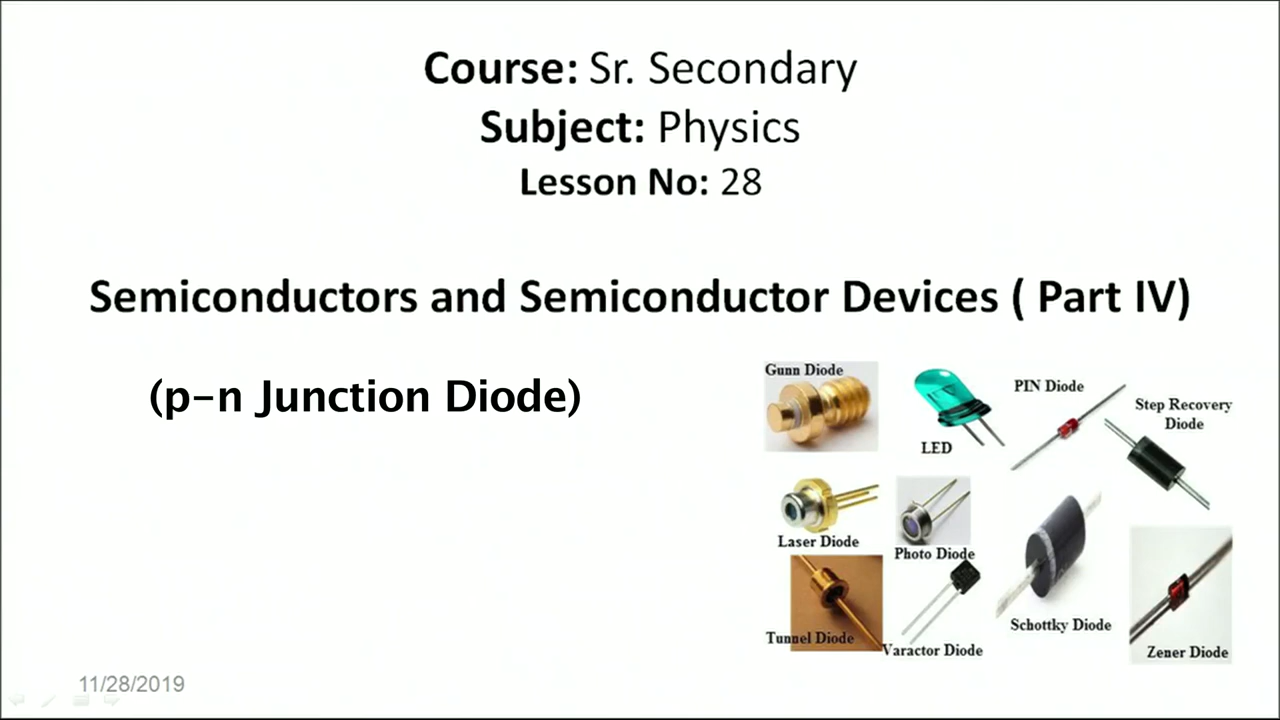 Course: Sr. Secondary
Subject: Physics
Lesson No: 28
Semiconductors and Semiconductor Devices ( Part IV)
(p-n Junction Diode)
Gunn Diode
LED
PIN Diode
Step Recovery
Diode
Laser Diode
Photo Diode
Tunnel Diode
Varactor Diode
Schottky Diode
Zener Diode
11/28/2019